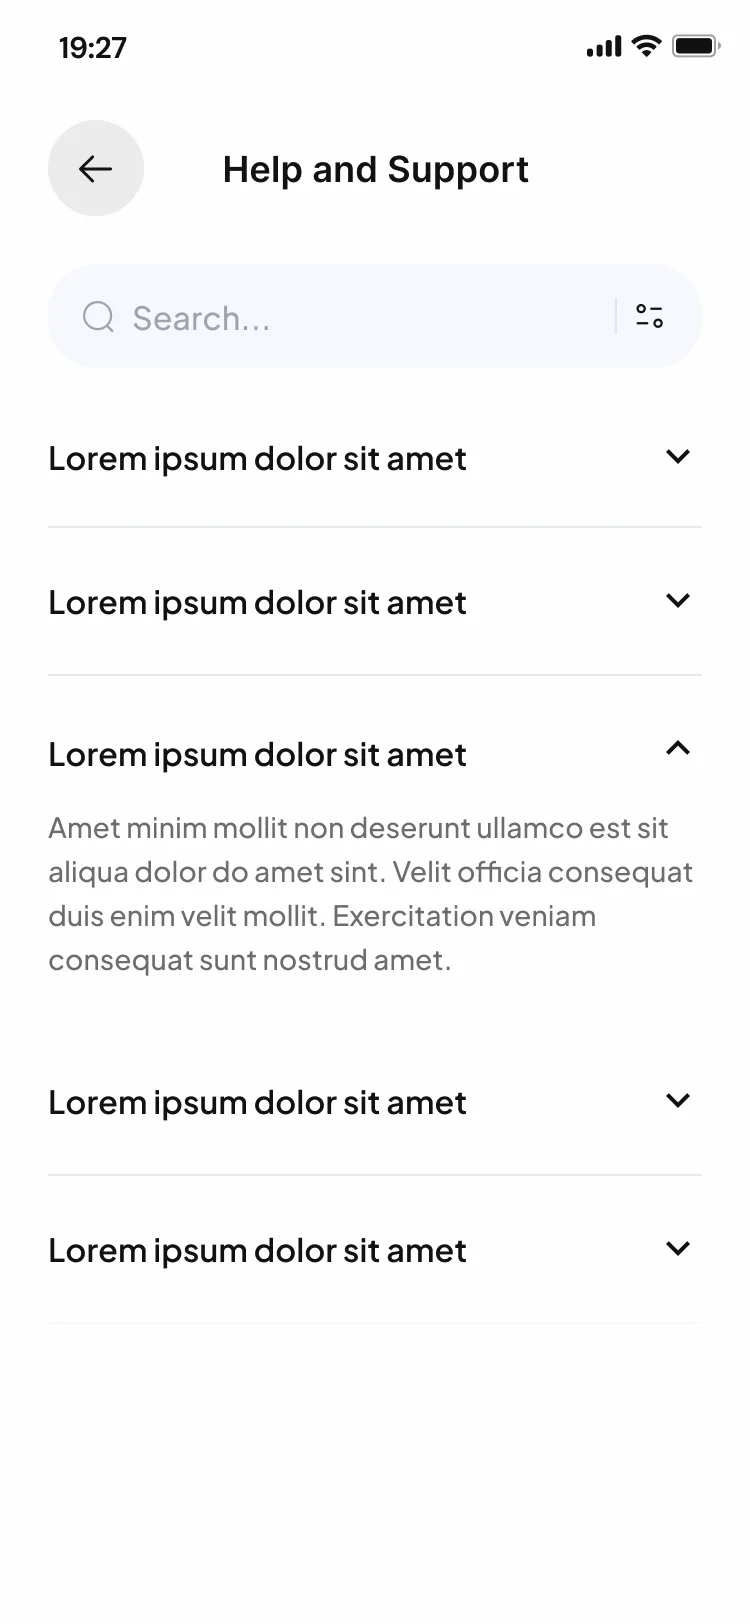 19:27
Help and Support
Search...
Lorem ipsum dolor sit amet
Lorem ipsum dolor sit amet
Lorem ipsum dolor sit amet
Amet minim mollit non deserunt ullamco est sit
aliqua dolor do amet sint. Velit officia consequat
duis enim velit mollit. Exercitation veniam
consequat sunt nostrud amet.
Lorem ipsum dolor sit amet
Lorem ipsum dolor sit amet